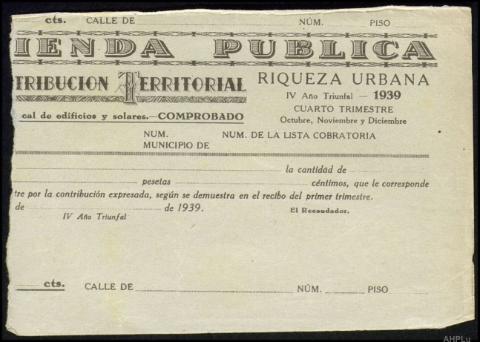 cts. CALLE DE NÚM. PISO
IENDA PUBLICA
TRIBUCION TERRITORIAL
RIQUEZA URBANA
IV Año Triunfal — 1939
CUARTO TRIMESTRE
Octubre, Noviembre y Diciembre
cal de edificios y solares.—COMPROBADO
NUM. NUM. DE LA LISTA COBRATORIA
MUNICIPIO DE
la cantidad de
pesetas céntimos, que le corresponde
tre por la contribución expresada, según se demuestra en el recibo del primer trimestre.
de de 1939.
IV Año Triunfal
El Recaudador.
cts. CALLE DE NÚM. PISO
AHPLu